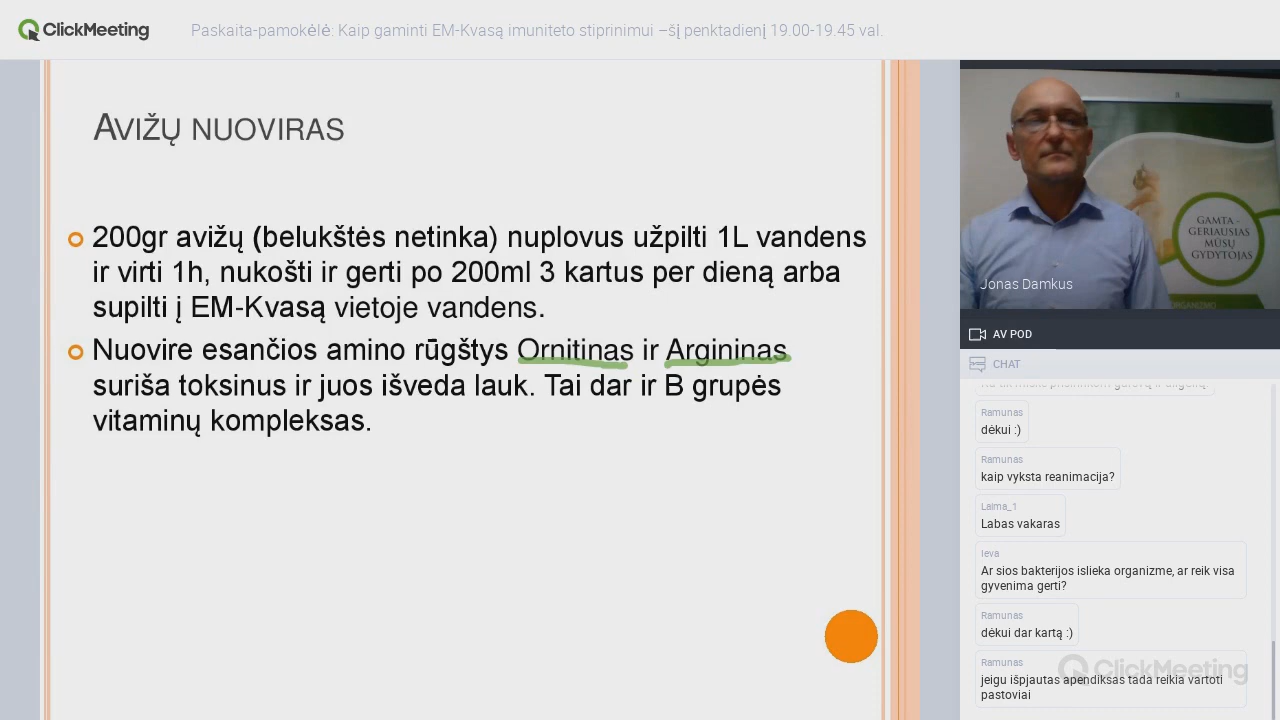 ClickMeeting
Paskaita-pamokėlė: Kaip gaminti EM-Kvasą imuniteto stiprinimui –šį penktadienį 19.00-19.45 val.
AVIŽŲ NUOVIRAS
200gr avižų (belukštės netinka) nuplovus užpilti 1L vandens
ir virti 1h, nukošti ir gerti po 200ml 3 kartus per dieną arba
supilti į EM-Kvasą vietoje vandens.
Nuovire esančios amino rūgštys Ornitinas ir Argininas
suriša toksinus ir juos išveda lauk. Tai dar ir B grupės
vitaminų kompleksas.
GAMTA -
GERIAUSIAS
MŪSŲ
GYDYTOJAS
Jonas Damkus
AV POD
CHAT
Ramunas
dėkui :)
Ramunas
kaip vyksta reanimacija?
Laima_1
Labas vakaras
Ieva
Ar sios bakterijos islieka organizme, ar reik visa
gyvenima gerti?
Ramunas
dėkui dar kartą :)
Ramunas
jeigu išpjautas apendiksas tada reikia vartoti
pastoviai
ClickMeeting